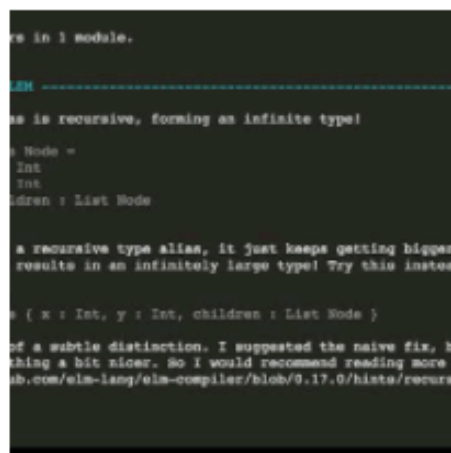 rs in 1 module.
LEM ------------------------------------------------
as is recursive, forming an infinite type!
Node =
Int
Int
ldren : List Node
a recursive type alias, it just keeps getting bigger
results in an infinitely large type! Try this instea
{ x : Int, y : Int, children : List Node }
of a subtle distinction. I suggested the naive fix, b
thing a bit nicer. So I would recommend reading more
ub.com/elm-lang/elm-compiler/blob/0.17.0/hints/recurs